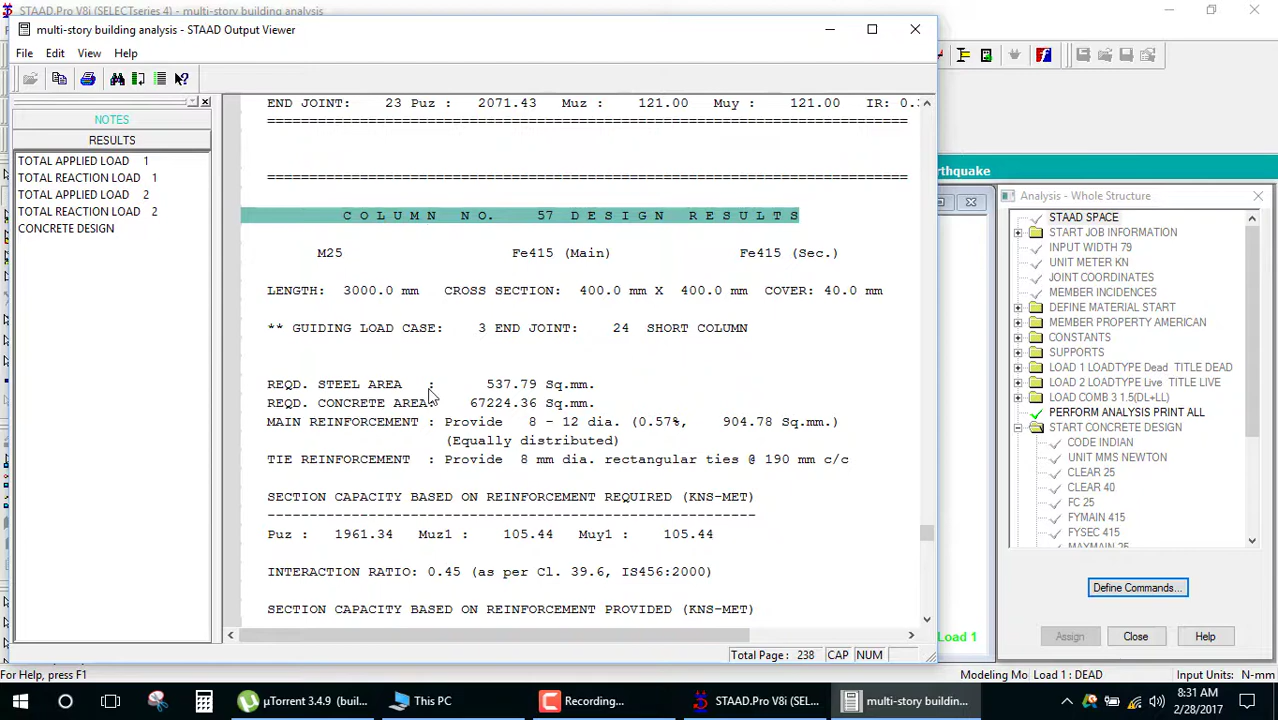 STAAD.Pro V8i (SELECTseries 4) - multi-story building analysis
multi-story building analysis - STAAD Output Viewer
File Edit View Help
NOTES
RESULTS
TOTAL APPLIED LOAD 1
TOTAL REACTION LOAD 1
TOTAL APPLIED LOAD 2
TOTAL REACTION LOAD 2
CONCRETE DESIGN
END JOINT: 23 Puz : 2071.43 Muz : 121.00 Muy : 121.00 IR: 0.
============================================================================
============================================================================
C O L U M N N O. 57 D E S I G N R E S U L T S
M25 Fe415 (Main) Fe415 (Sec.)
LENGTH: 3000.0 mm CROSS SECTION: 400.0 mm X 400.0 mm COVER: 40.0 mm
** GUIDING LOAD CASE: 3 END JOINT: 24 SHORT COLUMN
REQD. STEEL AREA : 537.79 Sq.mm.
REQD. CONCRETE AREA: 67224.36 Sq.mm.
MAIN REINFORCEMENT : Provide 8 - 12 dia. (0.57%, 904.78 Sq.mm.)
(Equally distributed)
TIE REINFORCEMENT : Provide 8 mm dia. rectangular ties @ 190 mm c/c
SECTION CAPACITY BASED ON REINFORCEMENT REQUIRED (KNS-MET)
----------------------------------------------------------
Puz : 1961.34 Muz1 : 105.44 Muy1 : 105.44
INTERACTION RATIO: 0.45 (as per Cl. 39.6, IS456:2000)
SECTION CAPACITY BASED ON REINFORCEMENT PROVIDED (KNS-MET)
Total Page: 238 CAP NUM
arthquake
Analysis - Whole Structure
STAAD SPACE
START JOB INFORMATION
INPUT WIDTH 79
UNIT METER KN
JOINT COORDINATES
MEMBER INCIDENCES
DEFINE MATERIAL START
MEMBER PROPERTY AMERICAN
CONSTANTS
SUPPORTS
LOAD 1 LOADTYPE Dead TITLE DEAD
LOAD 2 LOADTYPE Live TITLE LIVE
LOAD COMB 3 1.5(DL+LL)
PERFORM ANALYSIS PRINT ALL
START CONCRETE DESIGN
CODE INDIAN
UNIT MMS NEWTON
CLEAR 25
CLEAR 40
FC 25
FYMAIN 415
FYSEC 415
MAXMAIN 25
Define Commands...
Assign Close Help
Load 1
For Help, press F1
Modeling Mo Load 1 : DEAD Input Units: N-mm
µTorrent 3.4.9 (buil... This PC Recording... STAAD.Pro V8i (SEL... multi-story building... 8:31 AM
2/28/2017